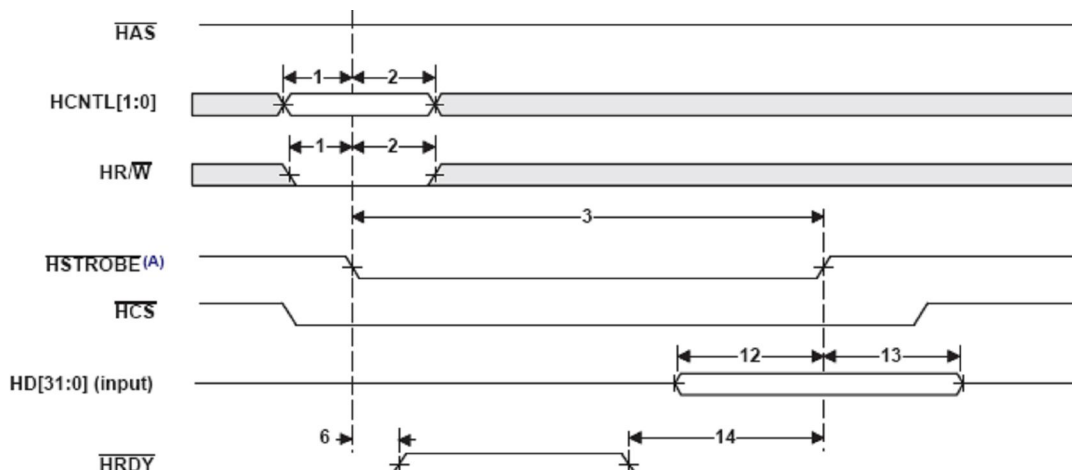 HAS
1
2
HCNTL[1:0]
1
2
HR/W
3
HSTROBE(A)
HCS
12
13
HD[31:0] (input)
6
14
HRDY